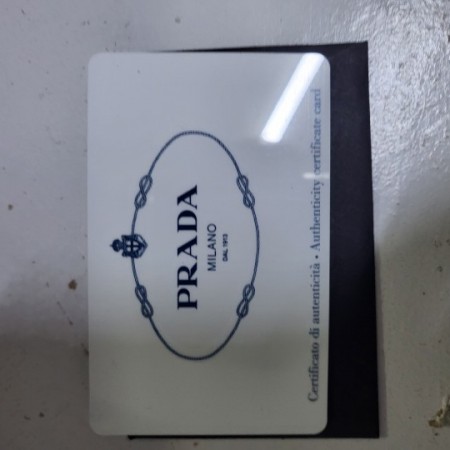 PRADA
MILANO
DAL 1913
Certificato di autenticità • Authenticity certificate card